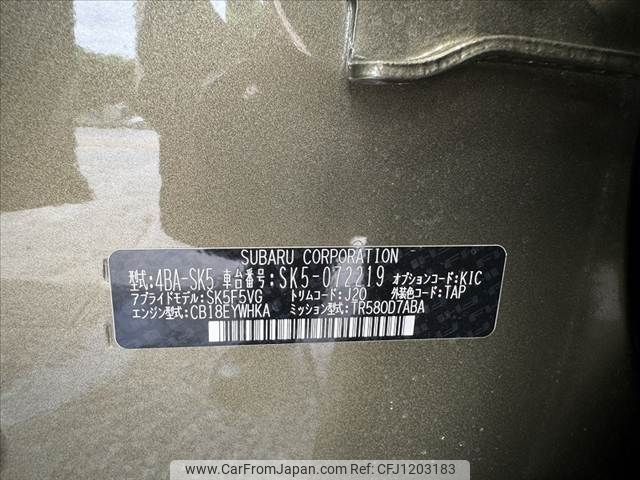 SUBARU CORPORATION
型式:4BA-SK5 車台番号:SK5-072219 オプションコード:KIC
アプライドモデル:SK5F5VG トリムコード:J20 外装色コード:TAP
エンジン型式:CB18EYWHKA ミッション型式:TR580D7ABA
www.CarFromJapan.com Ref:CFJ1203183